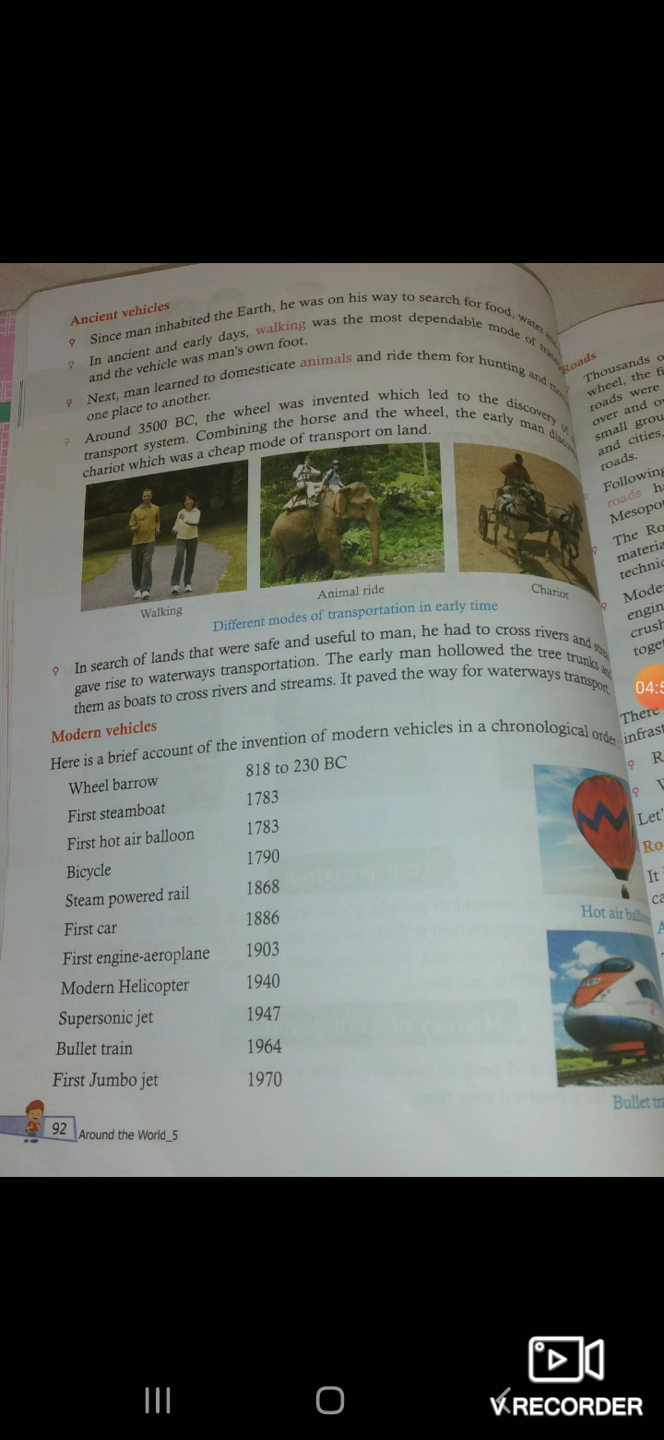 Ancient vehicles
Since man inhabited the Earth, he was on his way to search for food, water
In ancient and early days, walking was the most dependable mode of
and the vehicle was man's own foot.
Next, man learned to domesticate animals and ride them for hunting and
one place to another.
Around 3500 BC, the wheel was invented which led to the discovery of
transport system. Combining the horse and the wheel, the early man
chariot which was a cheap mode of transport on land.
Walking
Animal ride
Chariot
Different modes of transportation in early time
In search of lands that were safe and useful to man, he had to cross rivers and
gave rise to waterways transportation. The early man hollowed the tree trunks
them as boats to cross rivers and streams. It paved the way for waterways transport.
Modern vehicles
Here is a brief account of the invention of modern vehicles in a chronological order.
Wheel barrow 818 to 230 BC
First steamboat 1783
First hot air balloon 1783
Bicycle 1790
Steam powered rail 1868
First car 1886
First engine-aeroplane 1903
Modern Helicopter 1940
Supersonic jet 1947
Bullet train 1964
First Jumbo jet 1970
Hot air
Bullet
92 Around the World_5
Roads
Thousands
wheel, the
roads were
over and
small
and cities,
roads.
Following
roads
The
There
Let'
It
04:5
V RECORDER